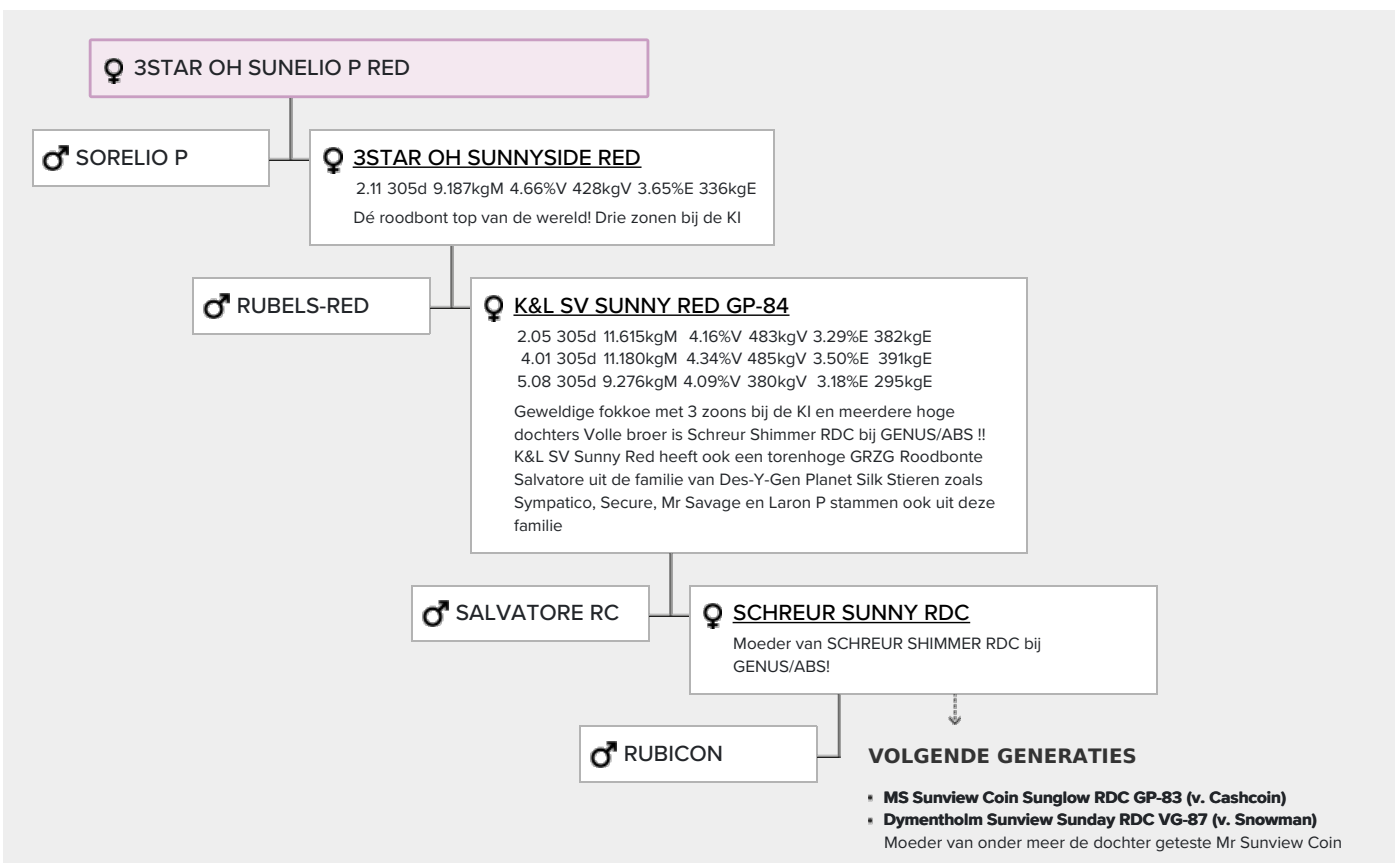 3STAR OH SUNELIO P RED
SORELIO P
3STAR OH SUNNYSIDE RED
2.11 305d 9.187kgM 4.66%V 428kgV 3.65%E 336kgE
Dé roodbont top van de wereld! Drie zonen bij de KI
RUBELS-RED
K&L SV SUNNY RED GP-84
2.05 305d 11.615kgM 4.16%V 483kgV 3.29%E 382kgE
4.01 305d 11.180kgM 4.34%V 485kgV 3.50%E 391kgE
5.08 305d 9.276kgM 4.09%V 380kgV 3.18%E 295kgE
Geweldige fokkoe met 3 zoons bij de KI en meerdere hoge
dochters Volle broer is Schreur Shimmer RDC bij GENUS/ABS !!
K&L SV Sunny Red heeft ook een torenhoge GRZG Roodbonte
Salvatore uit de familie van Des-Y-Gen Planet Silk Stieren zoals
Sympatico, Secure, Mr Savage en Laron P stammen ook uit deze
familie
SALVATORE RC
SCHREUR SUNNY RDC
Moeder van SCHREUR SHIMMER RDC bij
GENUS/ABS!
RUBICON
VOLGENDE GENERATIES
▪ MS Sunview Coin Sunglow RDC GP-83 (v. Cashcoin)
▪ Dymentholm Sunview Sunday RDC VG-87 (v. Snowman)
Moeder van onder meer de dochter geteste Mr Sunview Coin